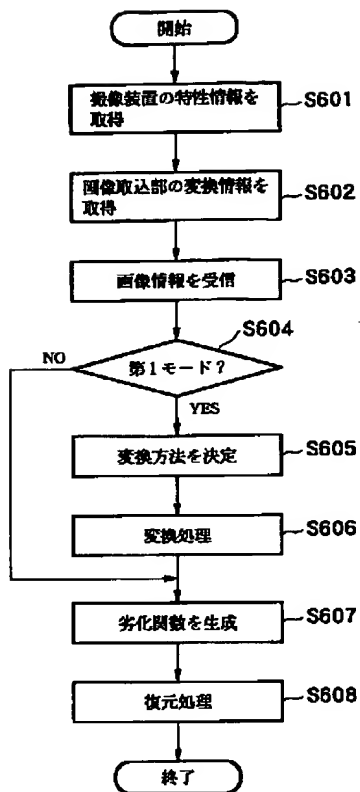 開始
撮像装置の特性情報を
取得
S601
画像取込部の変換情報を
取得
S602
画像情報を受信
S603
S604
第1モード?
NO
YES
変換方法を決定
S605
変換処理
S606
劣化関数を生成
S607
復元処理
S608
終了